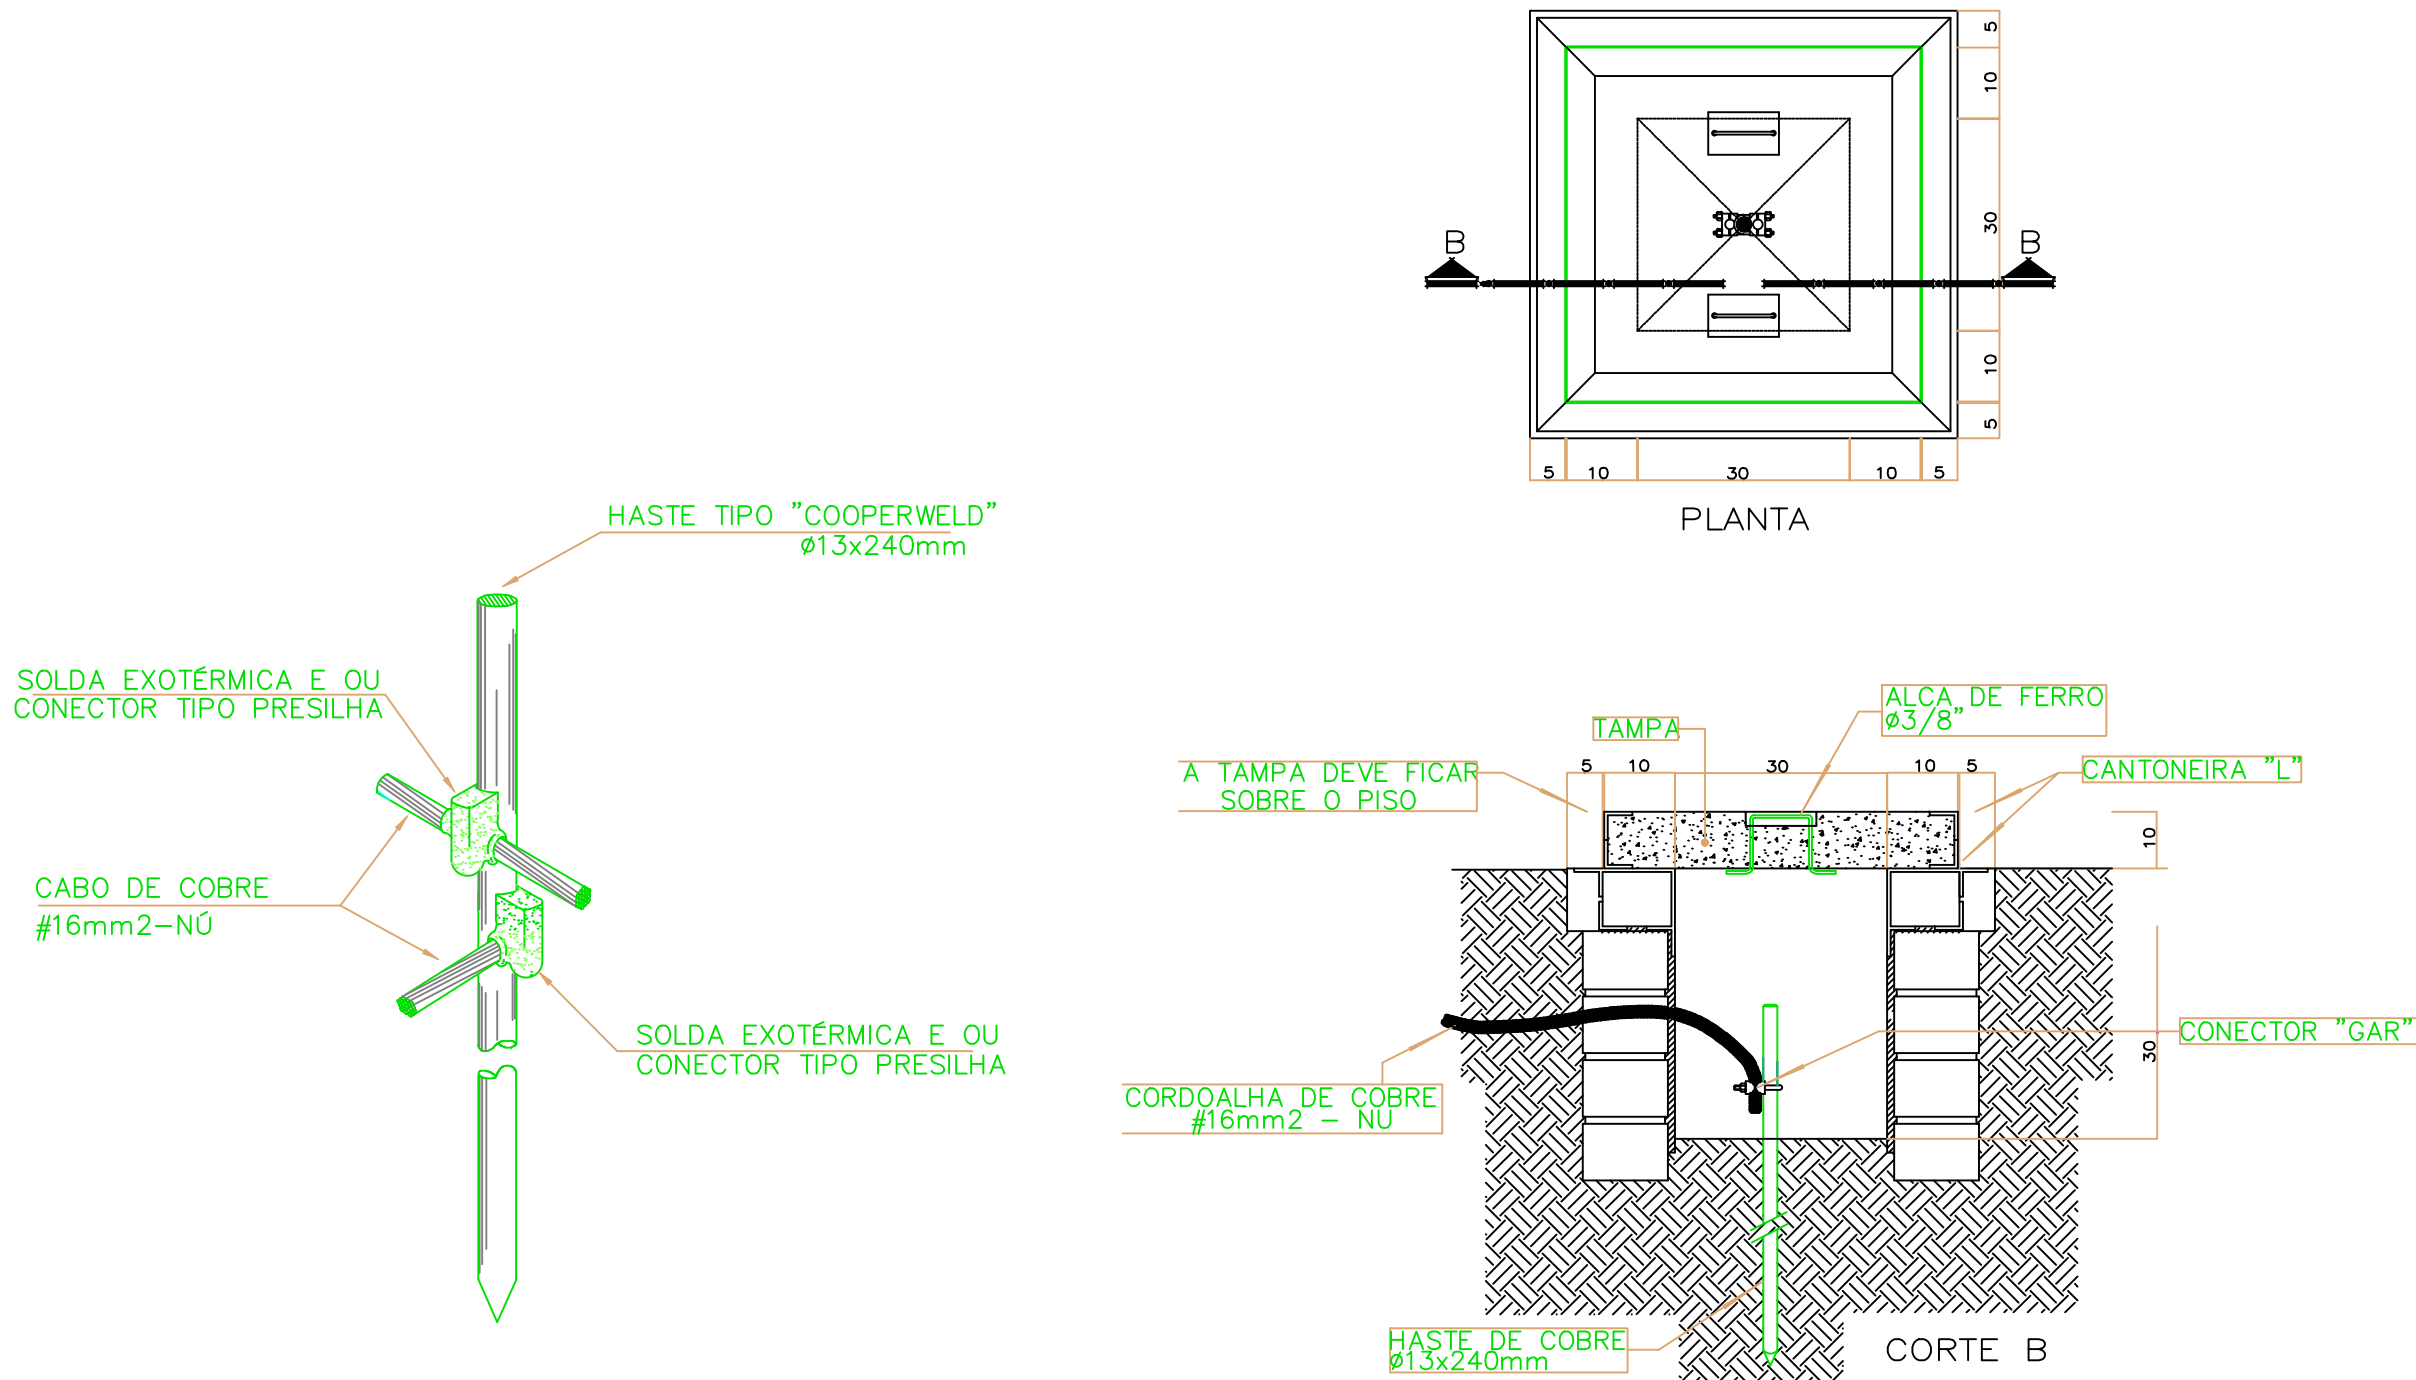 5
10
30
10
5
B
B
5
10
30
10
5
PLANTA
HASTE TIPO "COOPERWELD"
ø13x240mm
SOLDA EXOTÉRMICA E OU
CONECTOR TIPO PRESILHA
CABO DE COBRE
#16mm2-NÚ
SOLDA EXOTÉRMICA E OU
CONECTOR TIPO PRESILHA
ALCA DE FERRO
ø3/8"
TAMPA
A TAMPA DEVE FICAR
SOBRE O PISO
5
10
30
10
5
CANTONEIRA "L"
10
30
CONECTOR "GAR"
CORDOALHA DE COBRE
#16mm2 - NU
HASTE DE COBRE
ø13x240mm
CORTE B